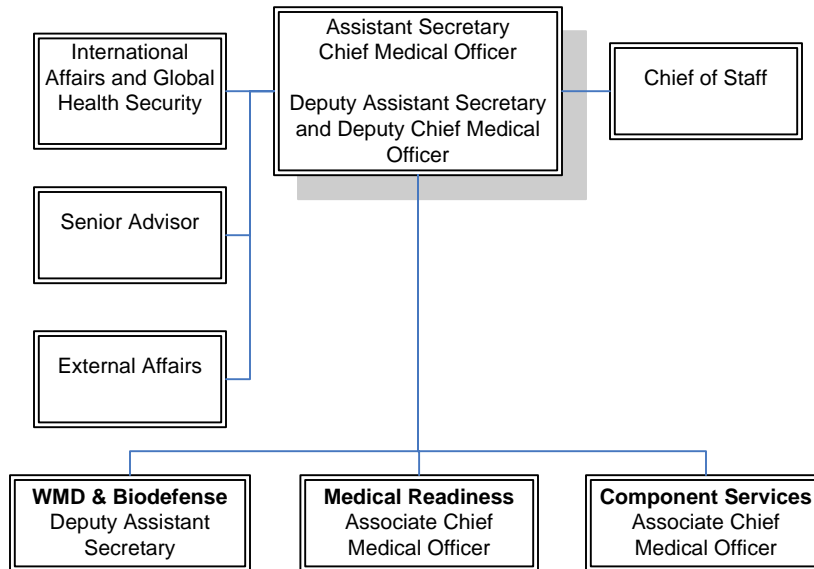 International
Affairs and Global
Health Security
Assistant Secretary
Chief Medical Officer
Deputy Assistant Secretary
and Deputy Chief Medical
Officer
Chief of Staff
Senior Advisor
External Affairs
WMD & Biodefense
Deputy Assistant
Secretary
Medical Readiness
Associate Chief
Medical Officer
Component Services
Associate Chief
Medical Officer